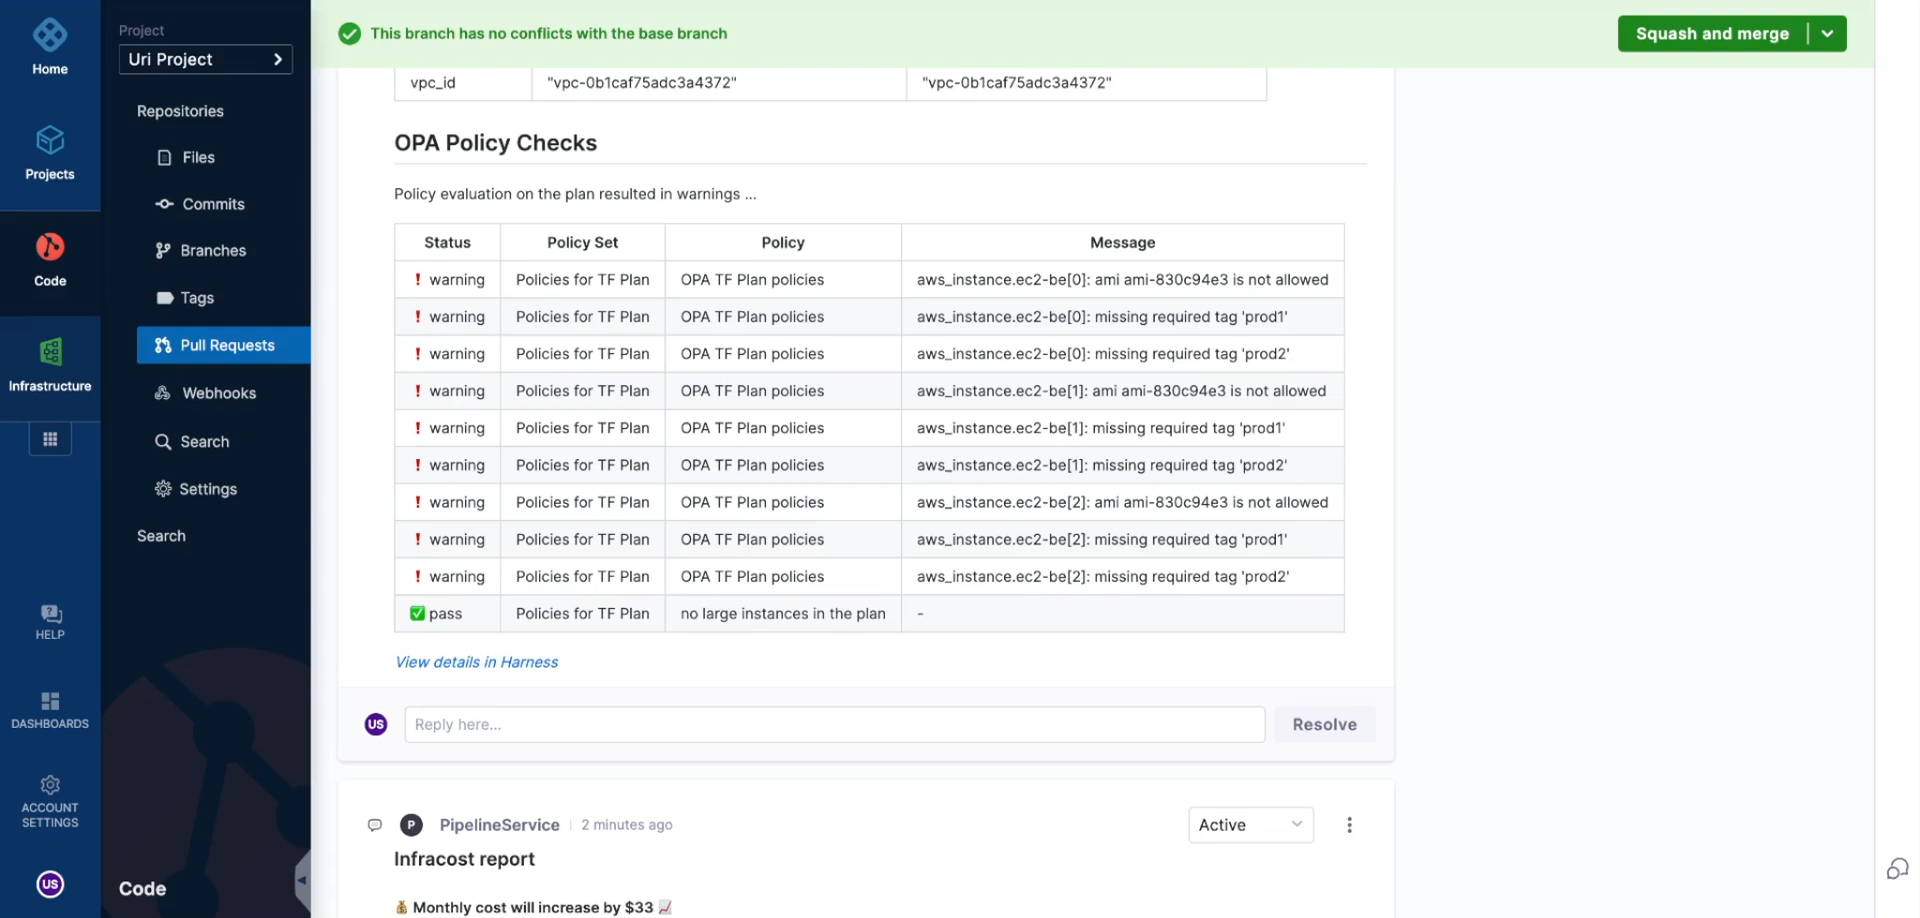 Home
Projects
Code
Infrastructure
HELP
DASHBOARDS
ACCOUNT
SETTINGS
US
Project
Uri Project
Repositories
Files
Commits
Branches
Tags
Pull Requests
Webhooks
Search
Settings
Search
Code
This branch has no conflicts with the base branch
Squash and merge
vpc_id "vpc-0b1caf75adc3a4372" "vpc-0b1caf75adc3a4372"
OPA Policy Checks
Policy evaluation on the plan resulted in warnings ...
Status Policy Set Policy Message
❗ warning Policies for TF Plan OPA TF Plan policies aws_instance.ec2-be[0]: ami ami-830c94e3 is not allowed
❗ warning Policies for TF Plan OPA TF Plan policies aws_instance.ec2-be[0]: missing required tag 'prod1'
❗ warning Policies for TF Plan OPA TF Plan policies aws_instance.ec2-be[0]: missing required tag 'prod2'
❗ warning Policies for TF Plan OPA TF Plan policies aws_instance.ec2-be[1]: ami ami-830c94e3 is not allowed
❗ warning Policies for TF Plan OPA TF Plan policies aws_instance.ec2-be[1]: missing required tag 'prod1'
❗ warning Policies for TF Plan OPA TF Plan policies aws_instance.ec2-be[1]: missing required tag 'prod2'
❗ warning Policies for TF Plan OPA TF Plan policies aws_instance.ec2-be[2]: ami ami-830c94e3 is not allowed
❗ warning Policies for TF Plan OPA TF Plan policies aws_instance.ec2-be[2]: missing required tag 'prod1'
❗ warning Policies for TF Plan OPA TF Plan policies aws_instance.ec2-be[2]: missing required tag 'prod2'
✅ pass Policies for TF Plan no large instances in the plan -
View details in Harness
US Reply here... Resolve
P PipelineService 2 minutes ago Active
Infracost report
💰 Monthly cost will increase by $33 📈